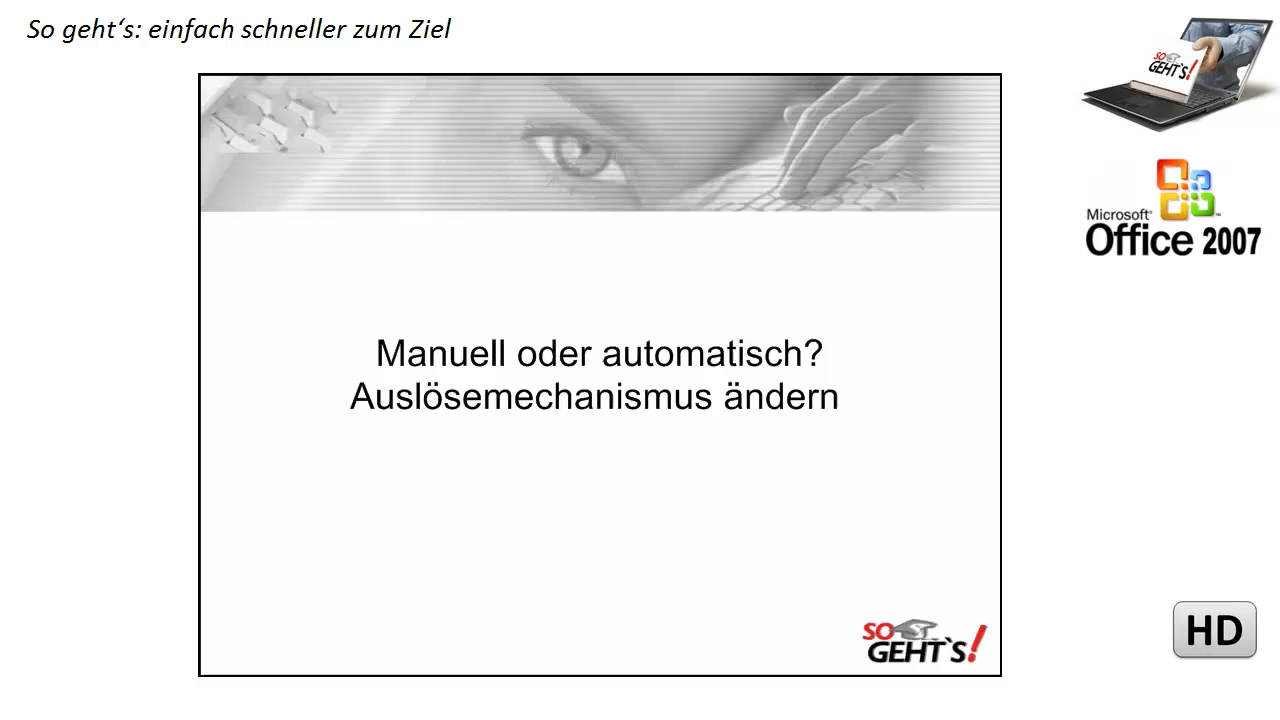 So geht‘s: einfach schneller zum Ziel
SO
GEHT`S!
Microsoft®
Office 2007
Manuell oder automatisch?
Auslösemechanismus ändern
SO
GEHT`S!
HD